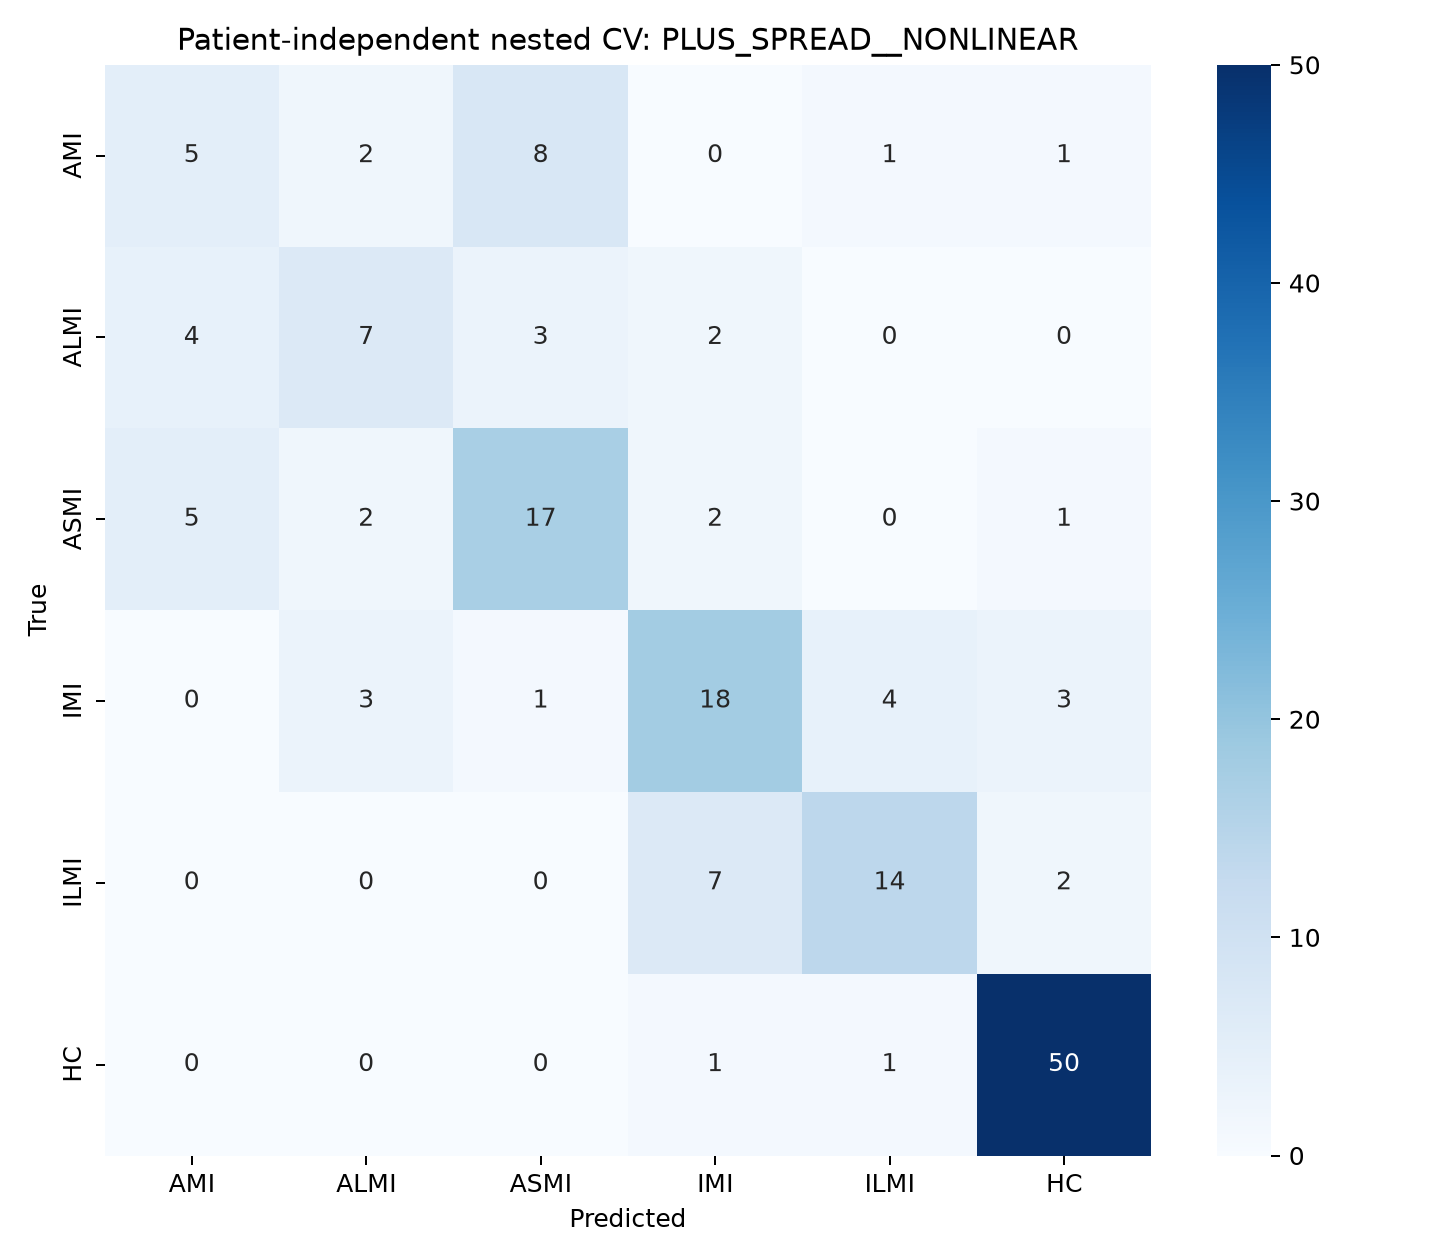 Patient-independent nested CV: PLUS_SPREAD__NONLINEAR
True
AMI 5 2 8 0 1 1
ALMI 4 7 3 2 0 0
ASMI 5 2 17 2 0 1
IMI 0 3 1 18 4 3
ILMI 0 0 0 7 14 2
HC 0 0 0 1 1 50
AMI ALMI ASMI IMI ILMI HC
Predicted
50
40
30
20
10
0